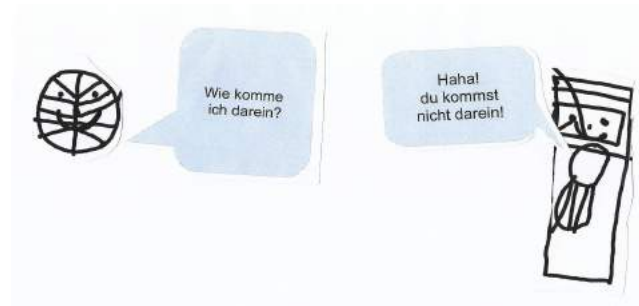 Wie komme
ich darein?
Haha!
du kommst
nicht darein!